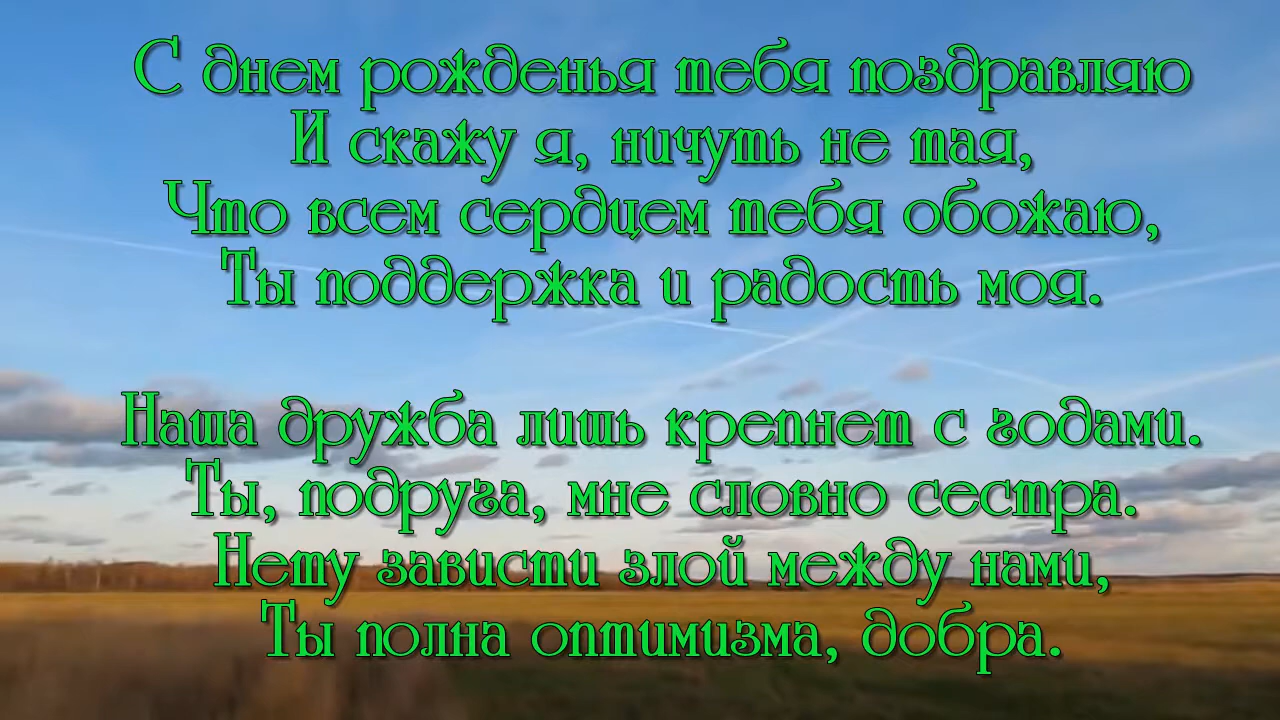 С днем рожденья тебя поздравляю
И скажу я, ничуть не тая,
Что всем сердцем тебя обожаю,
Ты поддержка и радость моя.
Наша дружба лишь крепнет с годами.
Ты, подруга, мне словно сестра.
Нету зависти злой между нами,
Ты полна оптимизма, добра.